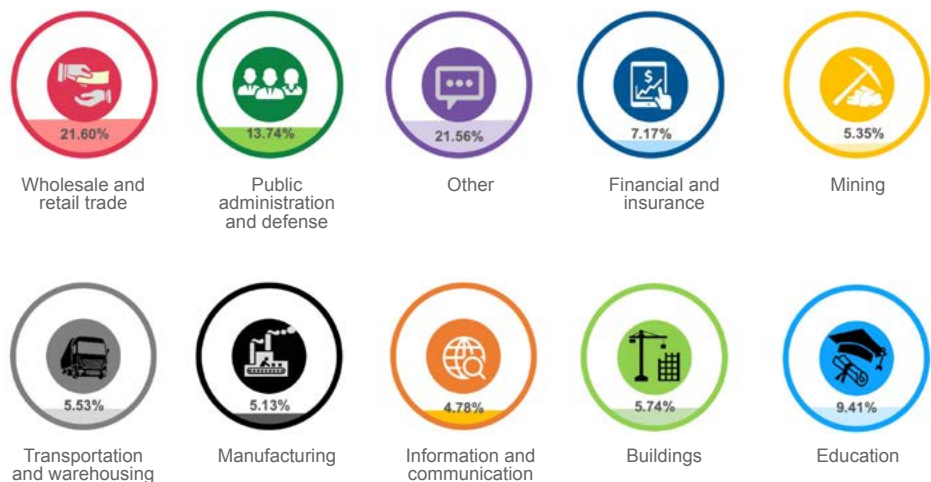 21.60%
Wholesale and
retail trade
13.74%
Public
administration
and defense
21.56%
Other
$
7.17%
Financial and
insurance
5.35%
Mining
5.53%
Transportation
and warehousing
5.13%
Manufacturing
4.78%
Information and
communication
5.74%
Buildings
9.41%
Education